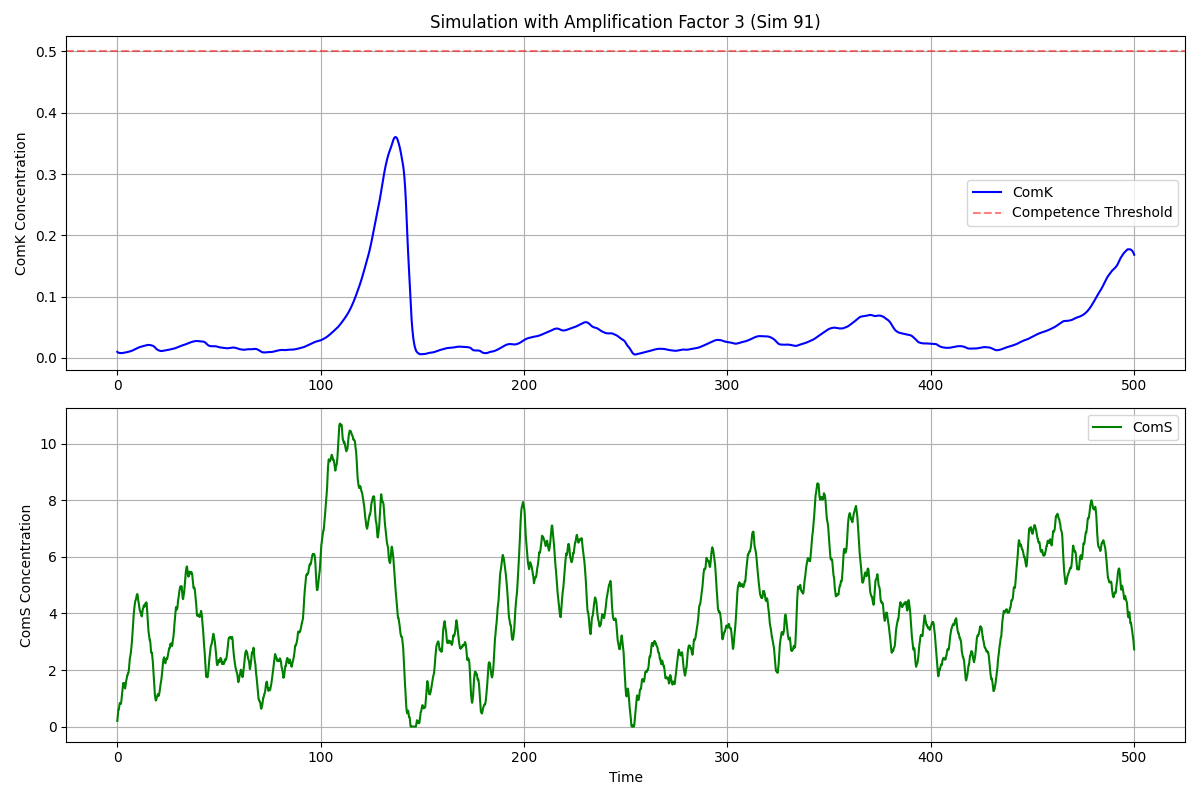 Simulation with Amplification Factor 3 (Sim 91)
ComK Concentration
0.5
0.4
0.3
0.2
0.1
0.0
ComK
Competence Threshold
0 100 200 300 400 500
ComS Concentration
10
8
6
4
2
0
ComS
0 100 200 300 400 500
Time